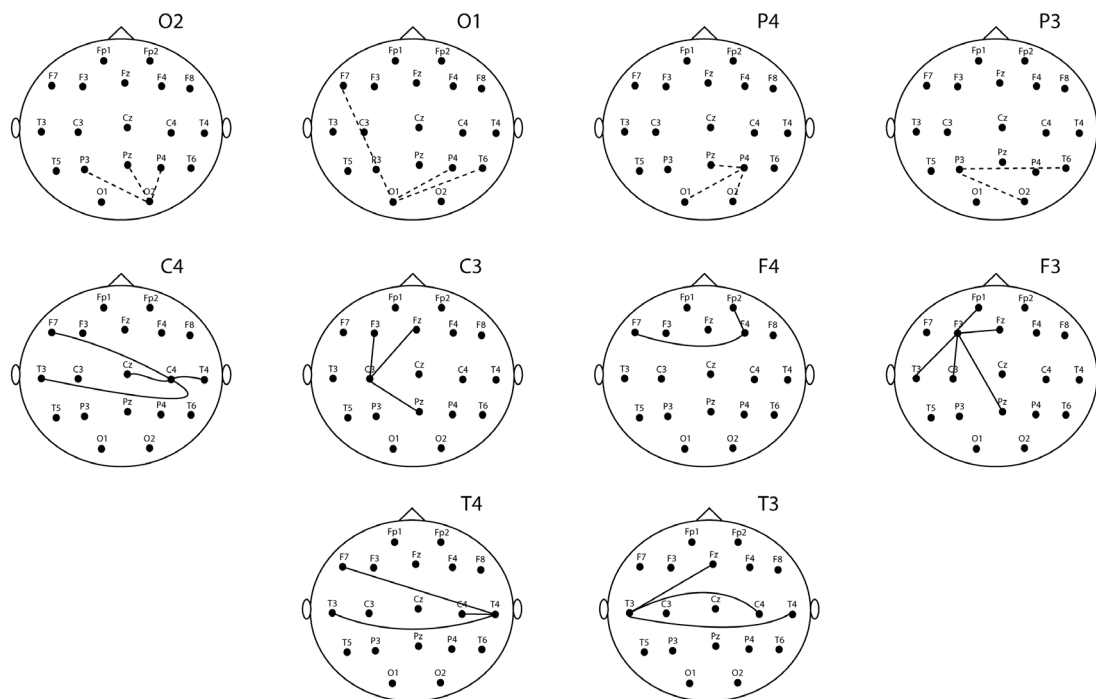 O2 O1 P4 P3
Fp1 Fp2 Fp1 Fp2 Fp1 Fp2 Fp1 Fp2
F7 F3 Fz F4 F8 F7 F3 Fz F4 F8 F7 F3 Fz F4 F8 F7 F3 Fz F4 F8
T3 C3 Cz C4 T4 T3 C3 Cz C4 T4 T3 C3 Cz C4 T4 T3 C3 Cz C4 T4
T5 P3 Pz P4 T6 T5 P3 Pz P4 T6 T5 P3 Pz P4 T6 T5 P3 Pz P4 T6
O1 O2 O1 O2 O1 O2 O1 O2
C4 C3 F4 F3
Fp1 Fp2 Fp1 Fp2 Fp1 Fp2 Fp1 Fp2
F7 F3 Fz F4 F8 F7 F3 Fz F4 F8 F7 F3 Fz F4 F8 F7 F3 Fz F4 F8
T3 C3 Cz C4 T4 T3 C3 Cz C4 T4 T3 C3 Cz C4 T4 T3 C3 Cz C4 T4
T5 P3 Pz P4 T6 T5 P3 Pz P4 T6 T5 P3 Pz P4 T6 T5 P3 Pz P4 T6
O1 O2 O1 O2 O1 O2 O1 O2
T4 T3
Fp1 Fp2 Fp1 Fp2
F7 F3 Fz F4 F8 F7 F3 Fz F4 F8
T3 C3 Cz C4 T4 T3 C3 Cz C4 T4
T5 P3 Pz P4 T6 T5 P3 Pz P4 T6
O1 O2 O1 O2